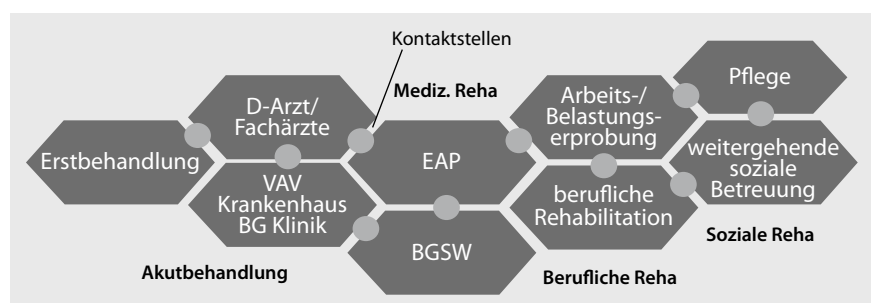 Kontaktstellen
Erstbehandlung
D-Arzt/
Fachärzte
VAV
Krankenhaus
BG Klinik
Akutbehandlung
Mediz. Reha
EAP
BGSW
Arbeits-/
Belastungs-
erprobung
berufliche
Rehabilitation
Berufliche Reha
Pflege
weitergehende
soziale
Betreuung
Soziale Reha